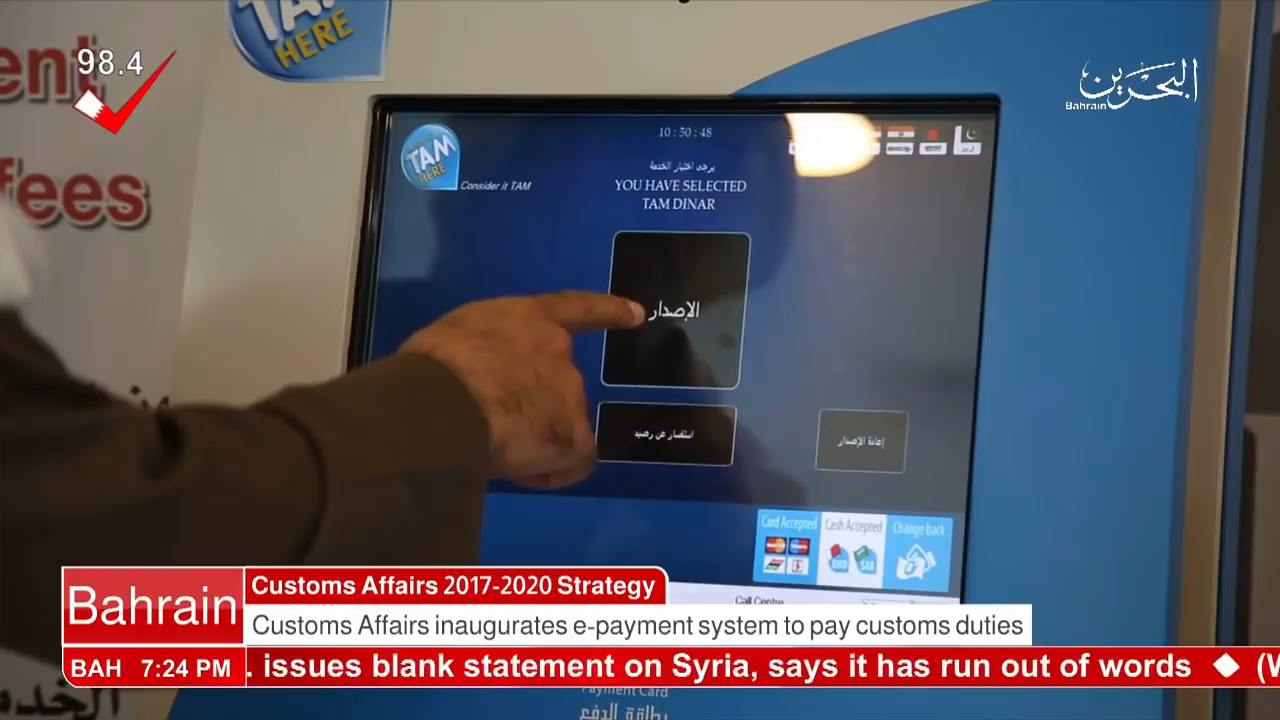 TAM
HERE
98.4
البحرين
Bahrain
ent
fees
TAM
HERE
Consider it TAM
10:50:48
يرجى اختيار الخدمة
YOU HAVE SELECTED
TAM DINAR
الإصدار
استفسار عن رصيد
إعادة الإصدار
Card Accepted
Cash Accepted
Change back
BHD
SAR
Call Centre
Bahrain
Customs Affairs 2017-2020 Strategy
Customs Affairs inaugurates e-payment system to pay customs duties
BAH 7:24 PM
. issues blank statement on Syria, says it has run out of words ◆ (W
Payment Card
بطاقة الدفع
الخدمة